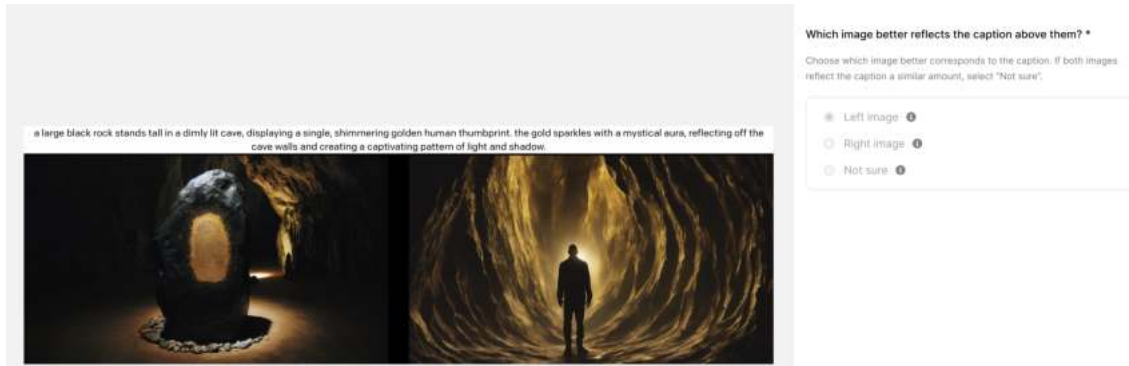 a large black rock stands tall in a dimly lit cave, displaying a single, shimmering golden human thumbprint. the gold sparkles with a mystical aura, reflecting off the
cave walls and creating a captivating pattern of light and shadow.
Which image better reflects the caption above them? *
Choose which image better corresponds to the caption. If both images
reflect the caption a similar amount, select "Not sure".
Left image
Right image
Not sure